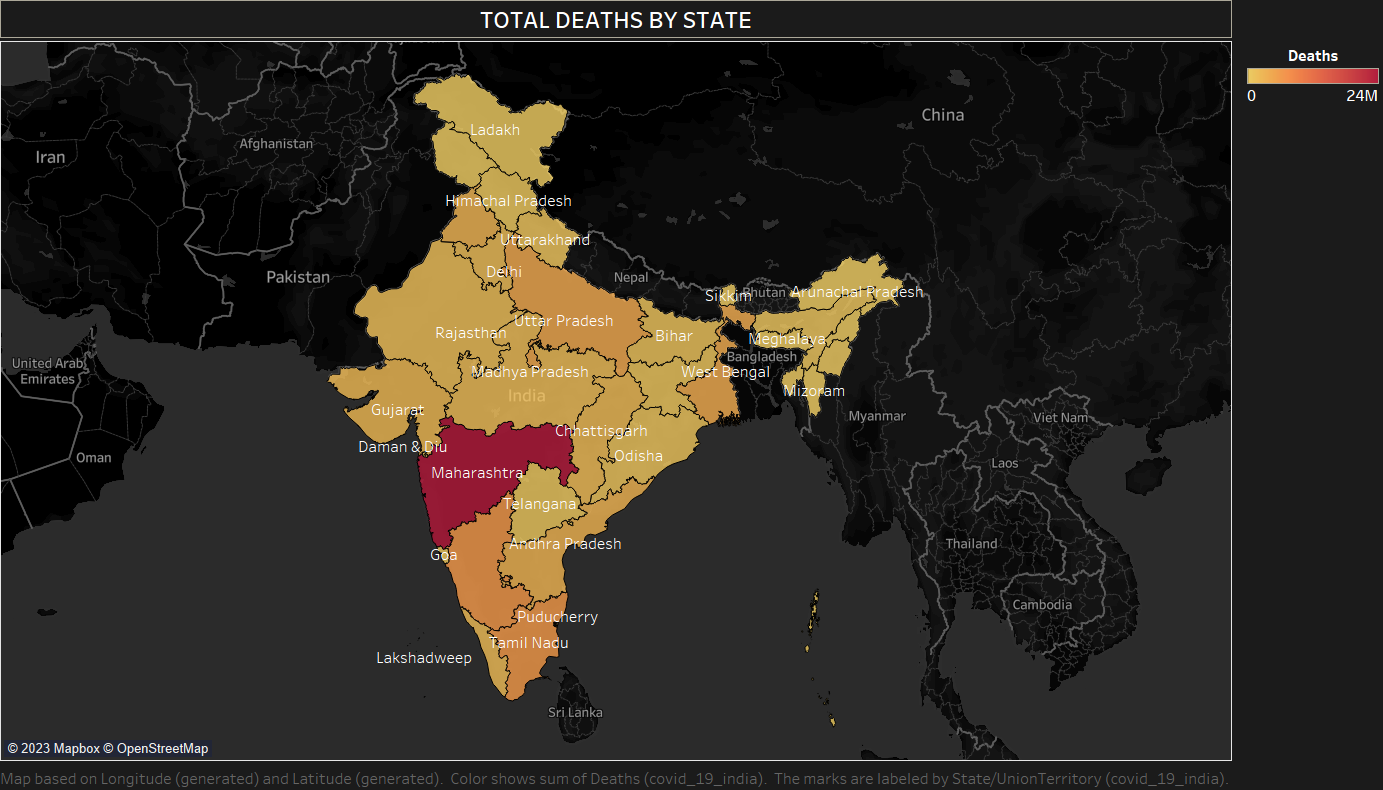 TOTAL DEATHS BY STATE
Deaths
0
24M
China
Ladakh
Afghanistan
Iran
Himachal Pradesh
Uttarakhand
Delhi
Pakistan
Nepal
Sikkim
Bhutan
Arunachal Pradesh
Uttar Pradesh
Rajasthan
Bihar
Meghalaya
Bangladesh
United Arab
Emirates
Madhya Pradesh
West Bengal
India
Mizoram
Gujarat
Myanmar
Viet Nam
Chhattisgarh
Daman & Diu
Oman
Odisha
Laos
Maharashtra
Telangana
Andhra Pradesh
Thailand
Goa
Cambodia
Puducherry
Tamil Nadu
Lakshadweep
Sri Lanka
© 2023 Mapbox © OpenStreetMap
Map based on Longitude (generated) and Latitude (generated).  Color shows sum of Deaths (covid_19_india).  The marks are labeled by State/UnionTerritory (covid_19_india).